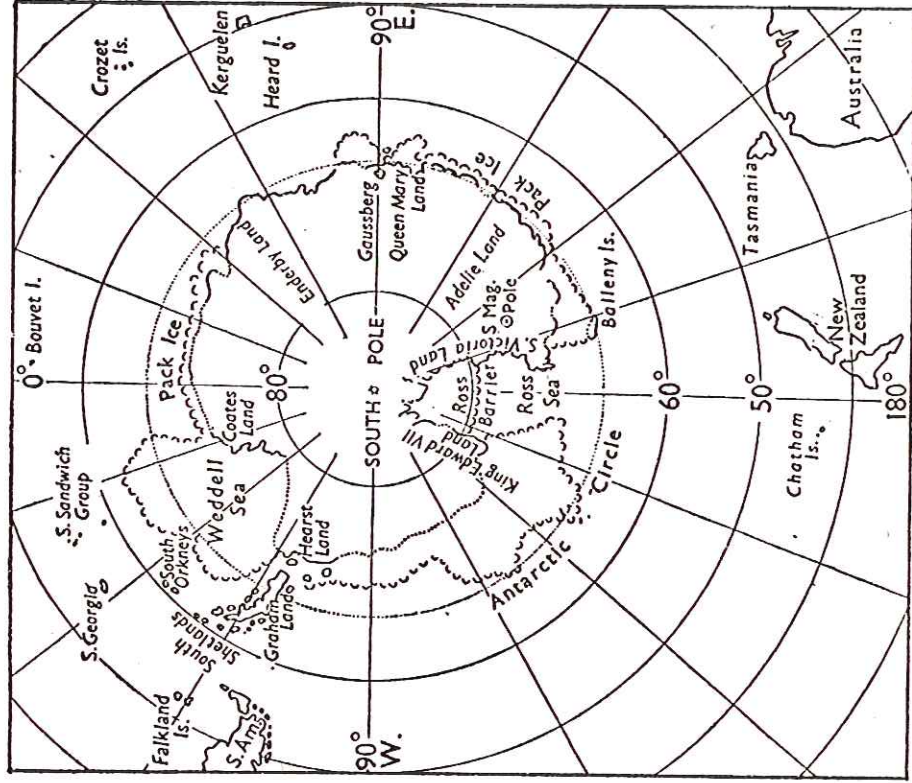 0°
Bouvet I.
Crozet
Is.
Kerguelen
Heard I.
90°
E.
S. Sandwich
Group
S. Georgia
Falkland
Is.
S. Am.
South
Shetlands
South
Orkneys
Weddell
Sea
Coates
Land
Pack Ice
Enderby Land
80°
Gaussberg
Queen Mary
Land
Pack
Ice
Graham
Land
Hearst
Land
SOUTH POLE
90°
W.
Adelie Land
S Mag.
Pole
S. Victoria Land
Ross
Barrier
Ross
Sea
King Edward VII
Land
Balleny Is.
Antarctic Circle
60°
50°
Tasmania
Australia
New
Zealand
Chatham
Is.
180°